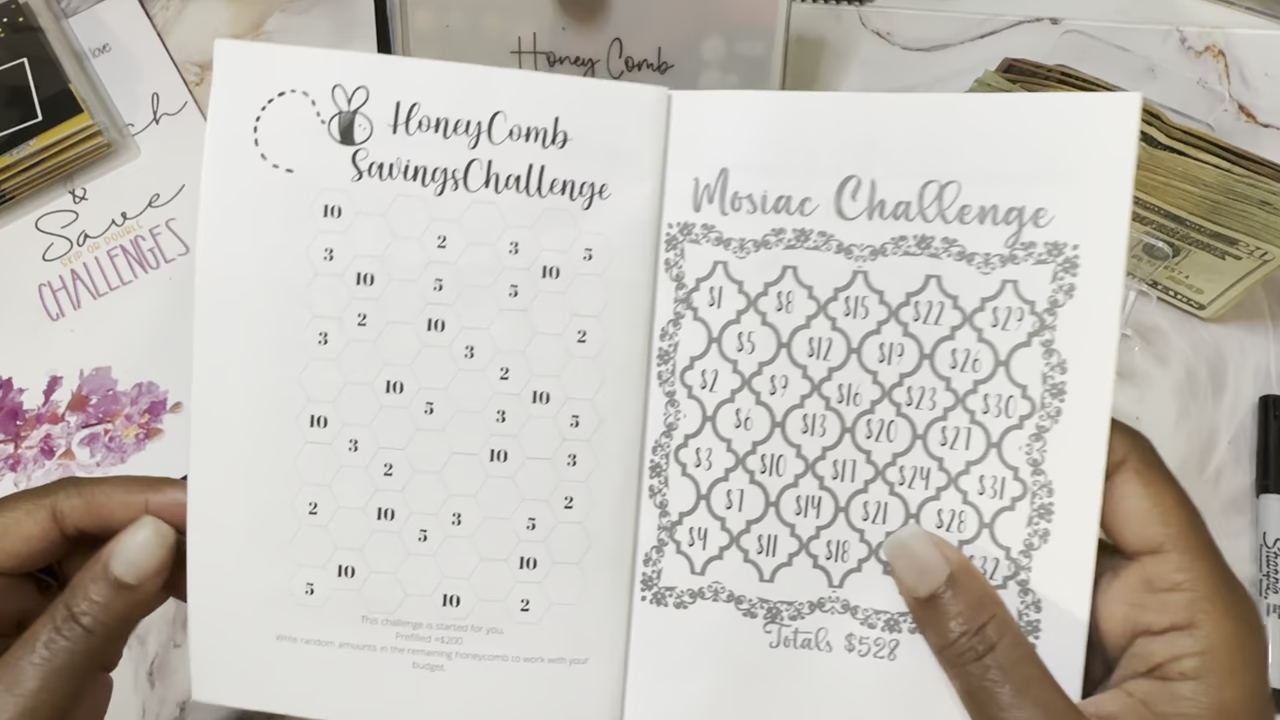 love
&
Save
SKIP OR DOUBLE
CHALLENGES
Honey Comb
HoneyComb
SavingsChallenge
10
3 2 3 5
10 5 5 10
2 10 2
3 3 2
10 5 3 10 5
10 3 10 3
2 2
2 10 5 3 5
10 10
5 10 2
This challenge is started for you.
Prefilled =$200
Write random amounts in the remaining honeycomb to work with your
budget.
Mosiac Challenge
$1 $8 $15 $22 $29
$5 $12 $19 $26
$2 $9 $16 $23 $30
$6 $13 $20 $27
$3 $10 $17 $24 $31
$7 $14 $21 $28
$4 $11 $18 $32
Totals $528